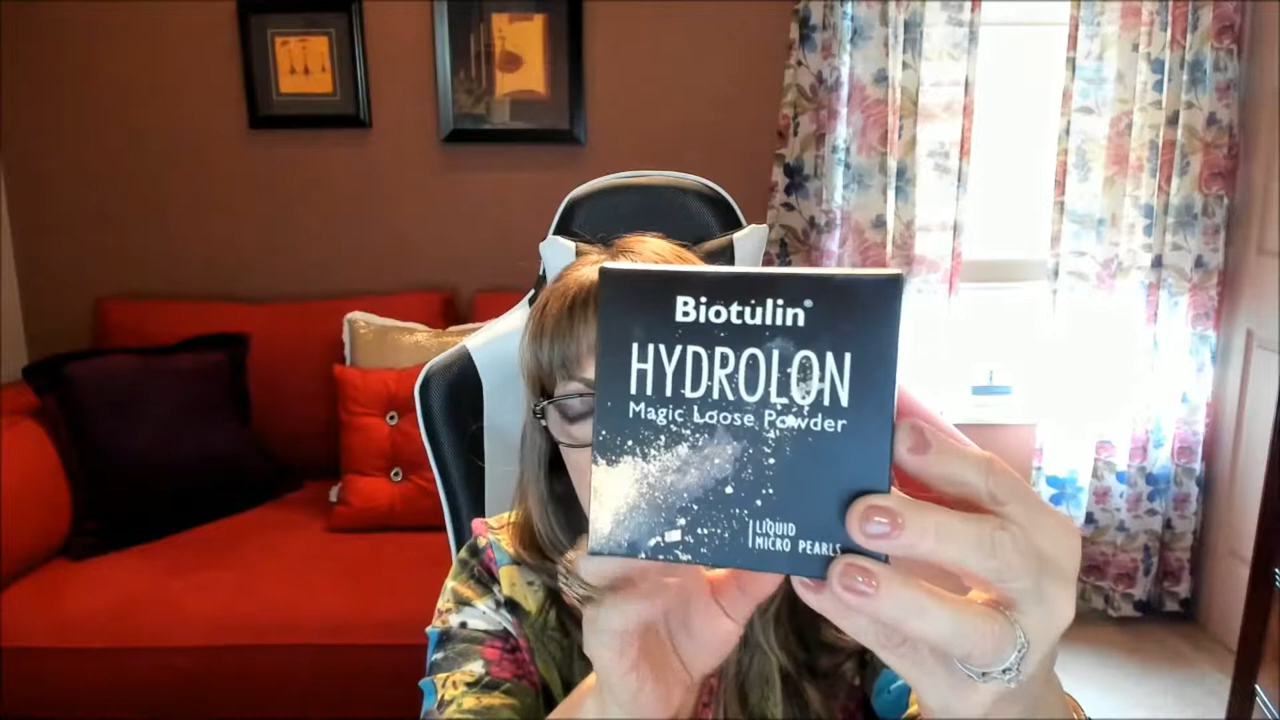 Biotulin®
HYDROLON
Magic Loose Powder
LIQUID
MICRO PEARLS